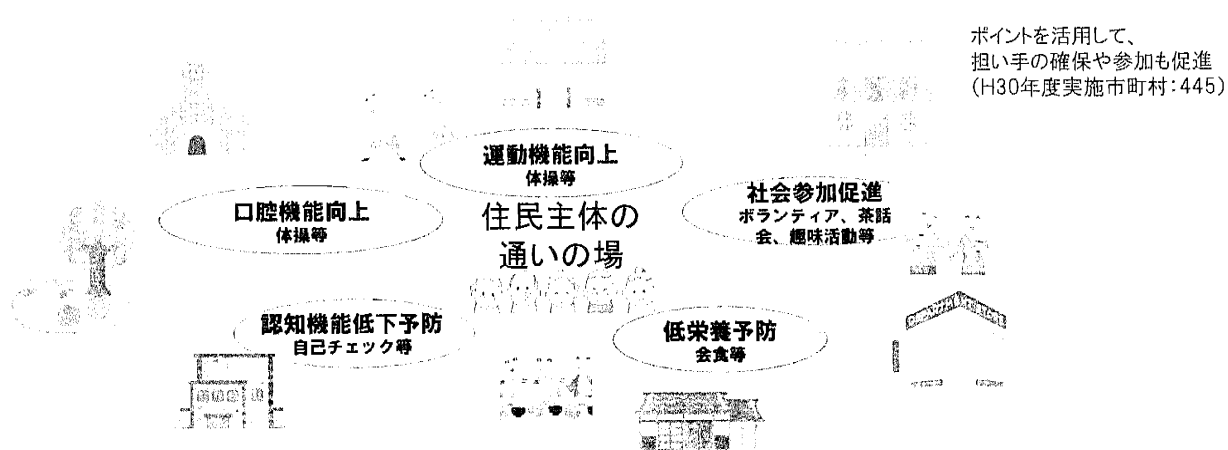 ポイントを活用して、
担い手の確保や参加も促進
(H30年度実施市町村:445)
運動機能向上
体操等
口腔機能向上
体操等
住民主体の
通いの場
社会参加促進
ボランティア、茶話
会、趣味活動等
認知機能低下予防
自己チェック等
低栄養予防
会食等